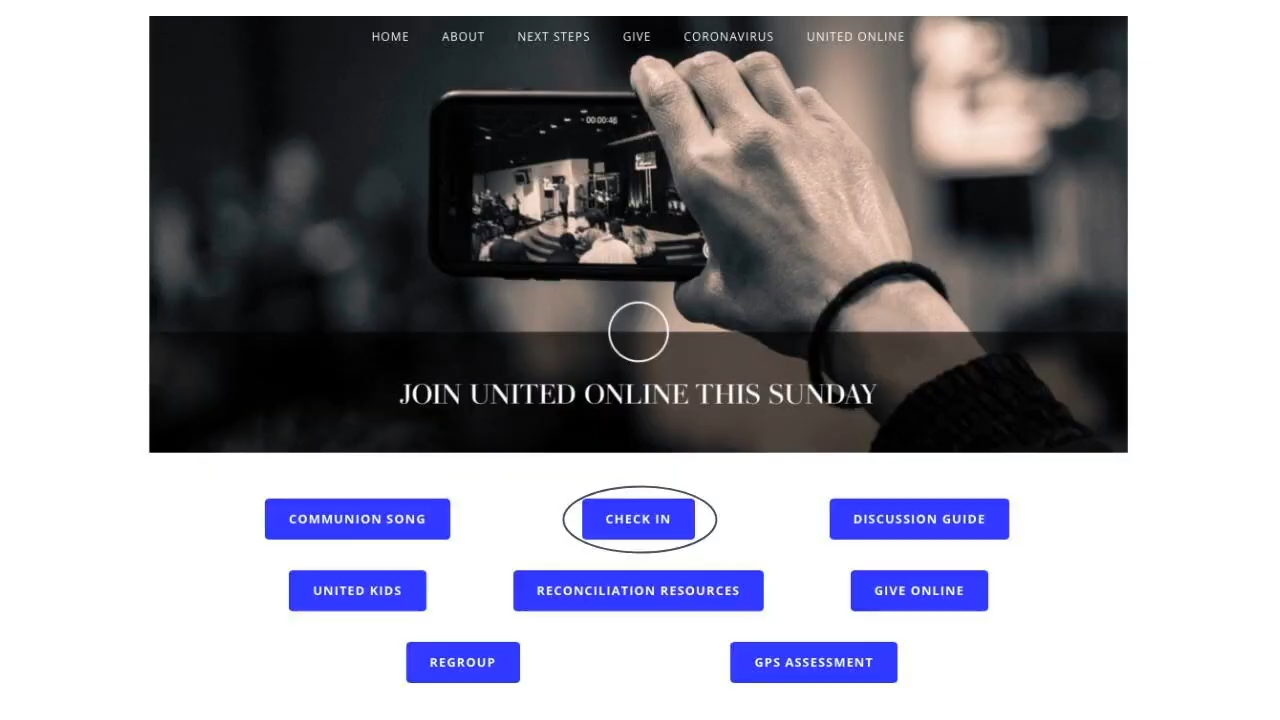 HOME ABOUT NEXT STEPS GIVE CORONAVIRUS UNITED ONLINE
00:00:46
JOIN UNITED ONLINE THIS SUNDAY
COMMUNION SONG CHECK IN DISCUSSION GUIDE
UNITED KIDS RECONCILIATION RESOURCES GIVE ONLINE
REGROUP GPS ASSESSMENT